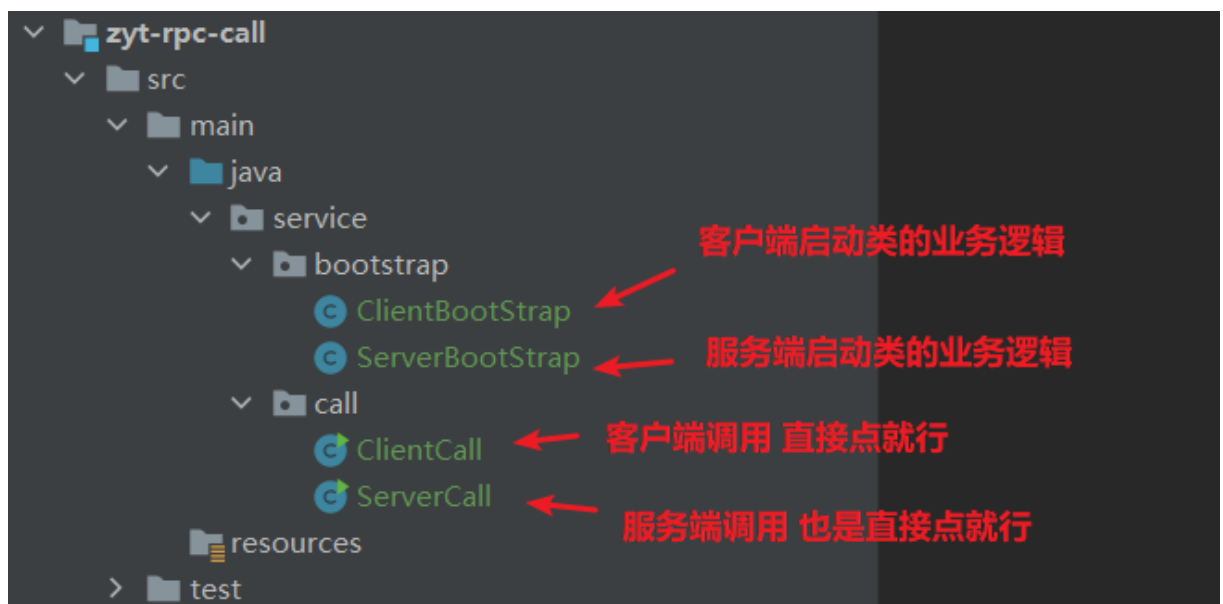 zyt-rpc-call
src
main
java
service
客户端启动类的业务逻辑
bootstrap
ClientBootStrap
服务端启动类的业务逻辑
ServerBootStrap
call
客户端调用 直接点就行
ClientCall
ServerCall
服务端调用 也是直接点就行
resources
test